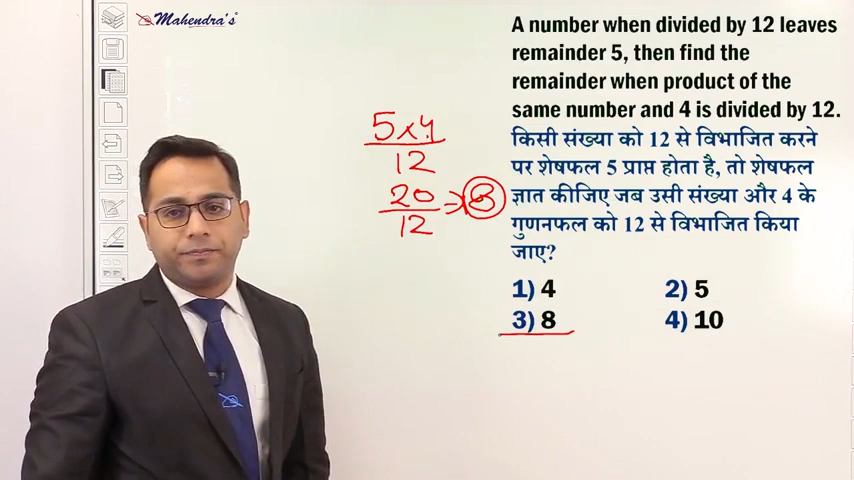 Mahendra's
A number when divided by 12 leaves
remainder 5, then find the
remainder when product of the
same number and 4 is divided by 12.
किसी संख्या को 12 से विभाजित करने
पर शेषफल 5 प्राप्त होता है, तो शेषफल
ज्ञात कीजिए जब उसी संख्या और 4 के
गुणनफल को 12 से विभाजित किया
जाए?
1) 4
2) 5
3) 8
4) 10
5×4
12
20
12
⇒ 8